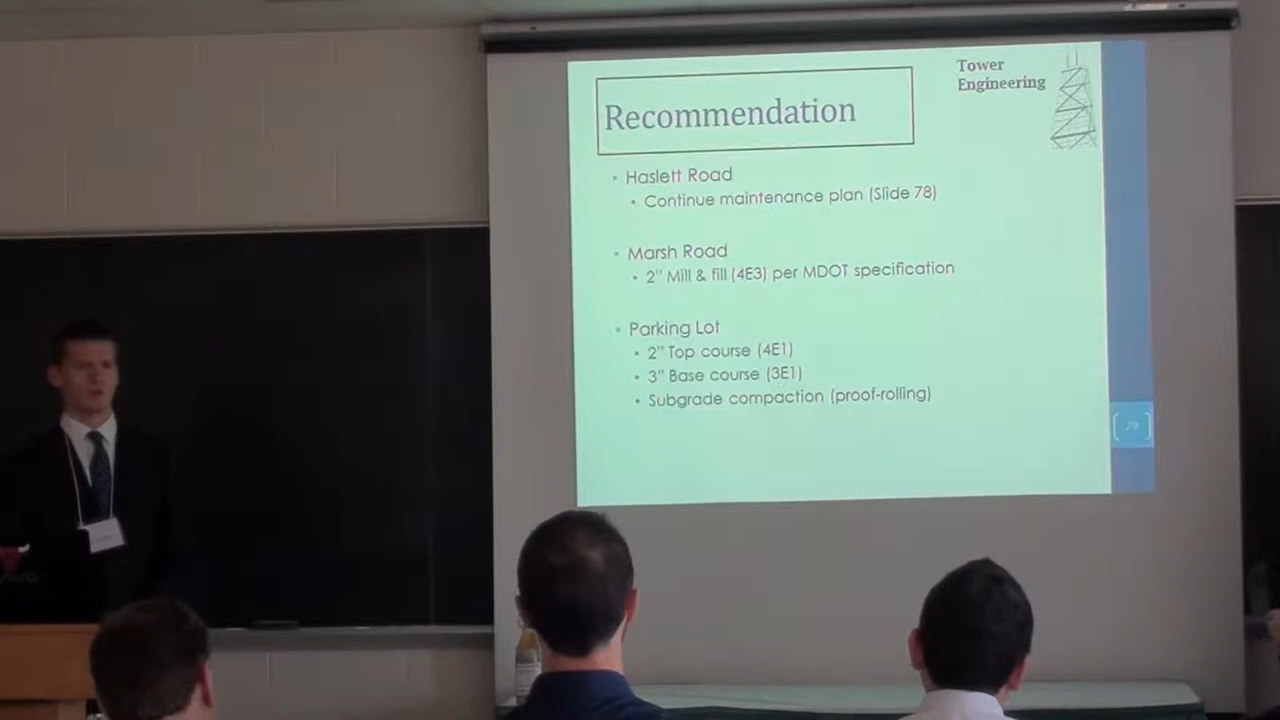 Tower
Engineering
Recommendation
• Haslett Road
• Continue maintenance plan (Slide 78)
• Marsh Road
• 2" Mill & fill (4E3) per MDOT specification
• Parking Lot
• 2" Top course (4E1)
• 3" Base course (3E1)
• Subgrade compaction (proof-rolling)
79